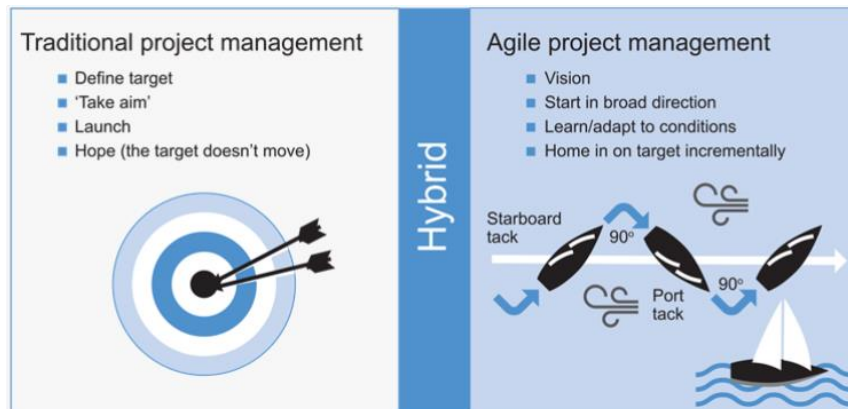 Traditional project management
Define target
‘Take aim’
Launch
Hope (the target doesn’t move)
Hybrid
Agile project management
Vision
Start in broad direction
Learn/adapt to conditions
Home in on target incrementally
Starboard
tack
90°
Port
tack
90°